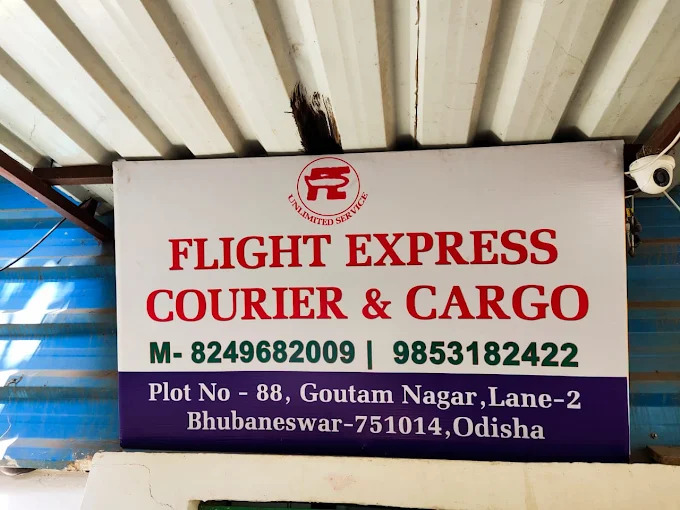 UNLIMITED SERVICE
FLIGHT EXPRESS
COURIER & CARGO
M- 8249682009 | 9853182422
Plot No - 88, Goutam Nagar,Lane-2
Bhubaneswar-751014,Odisha